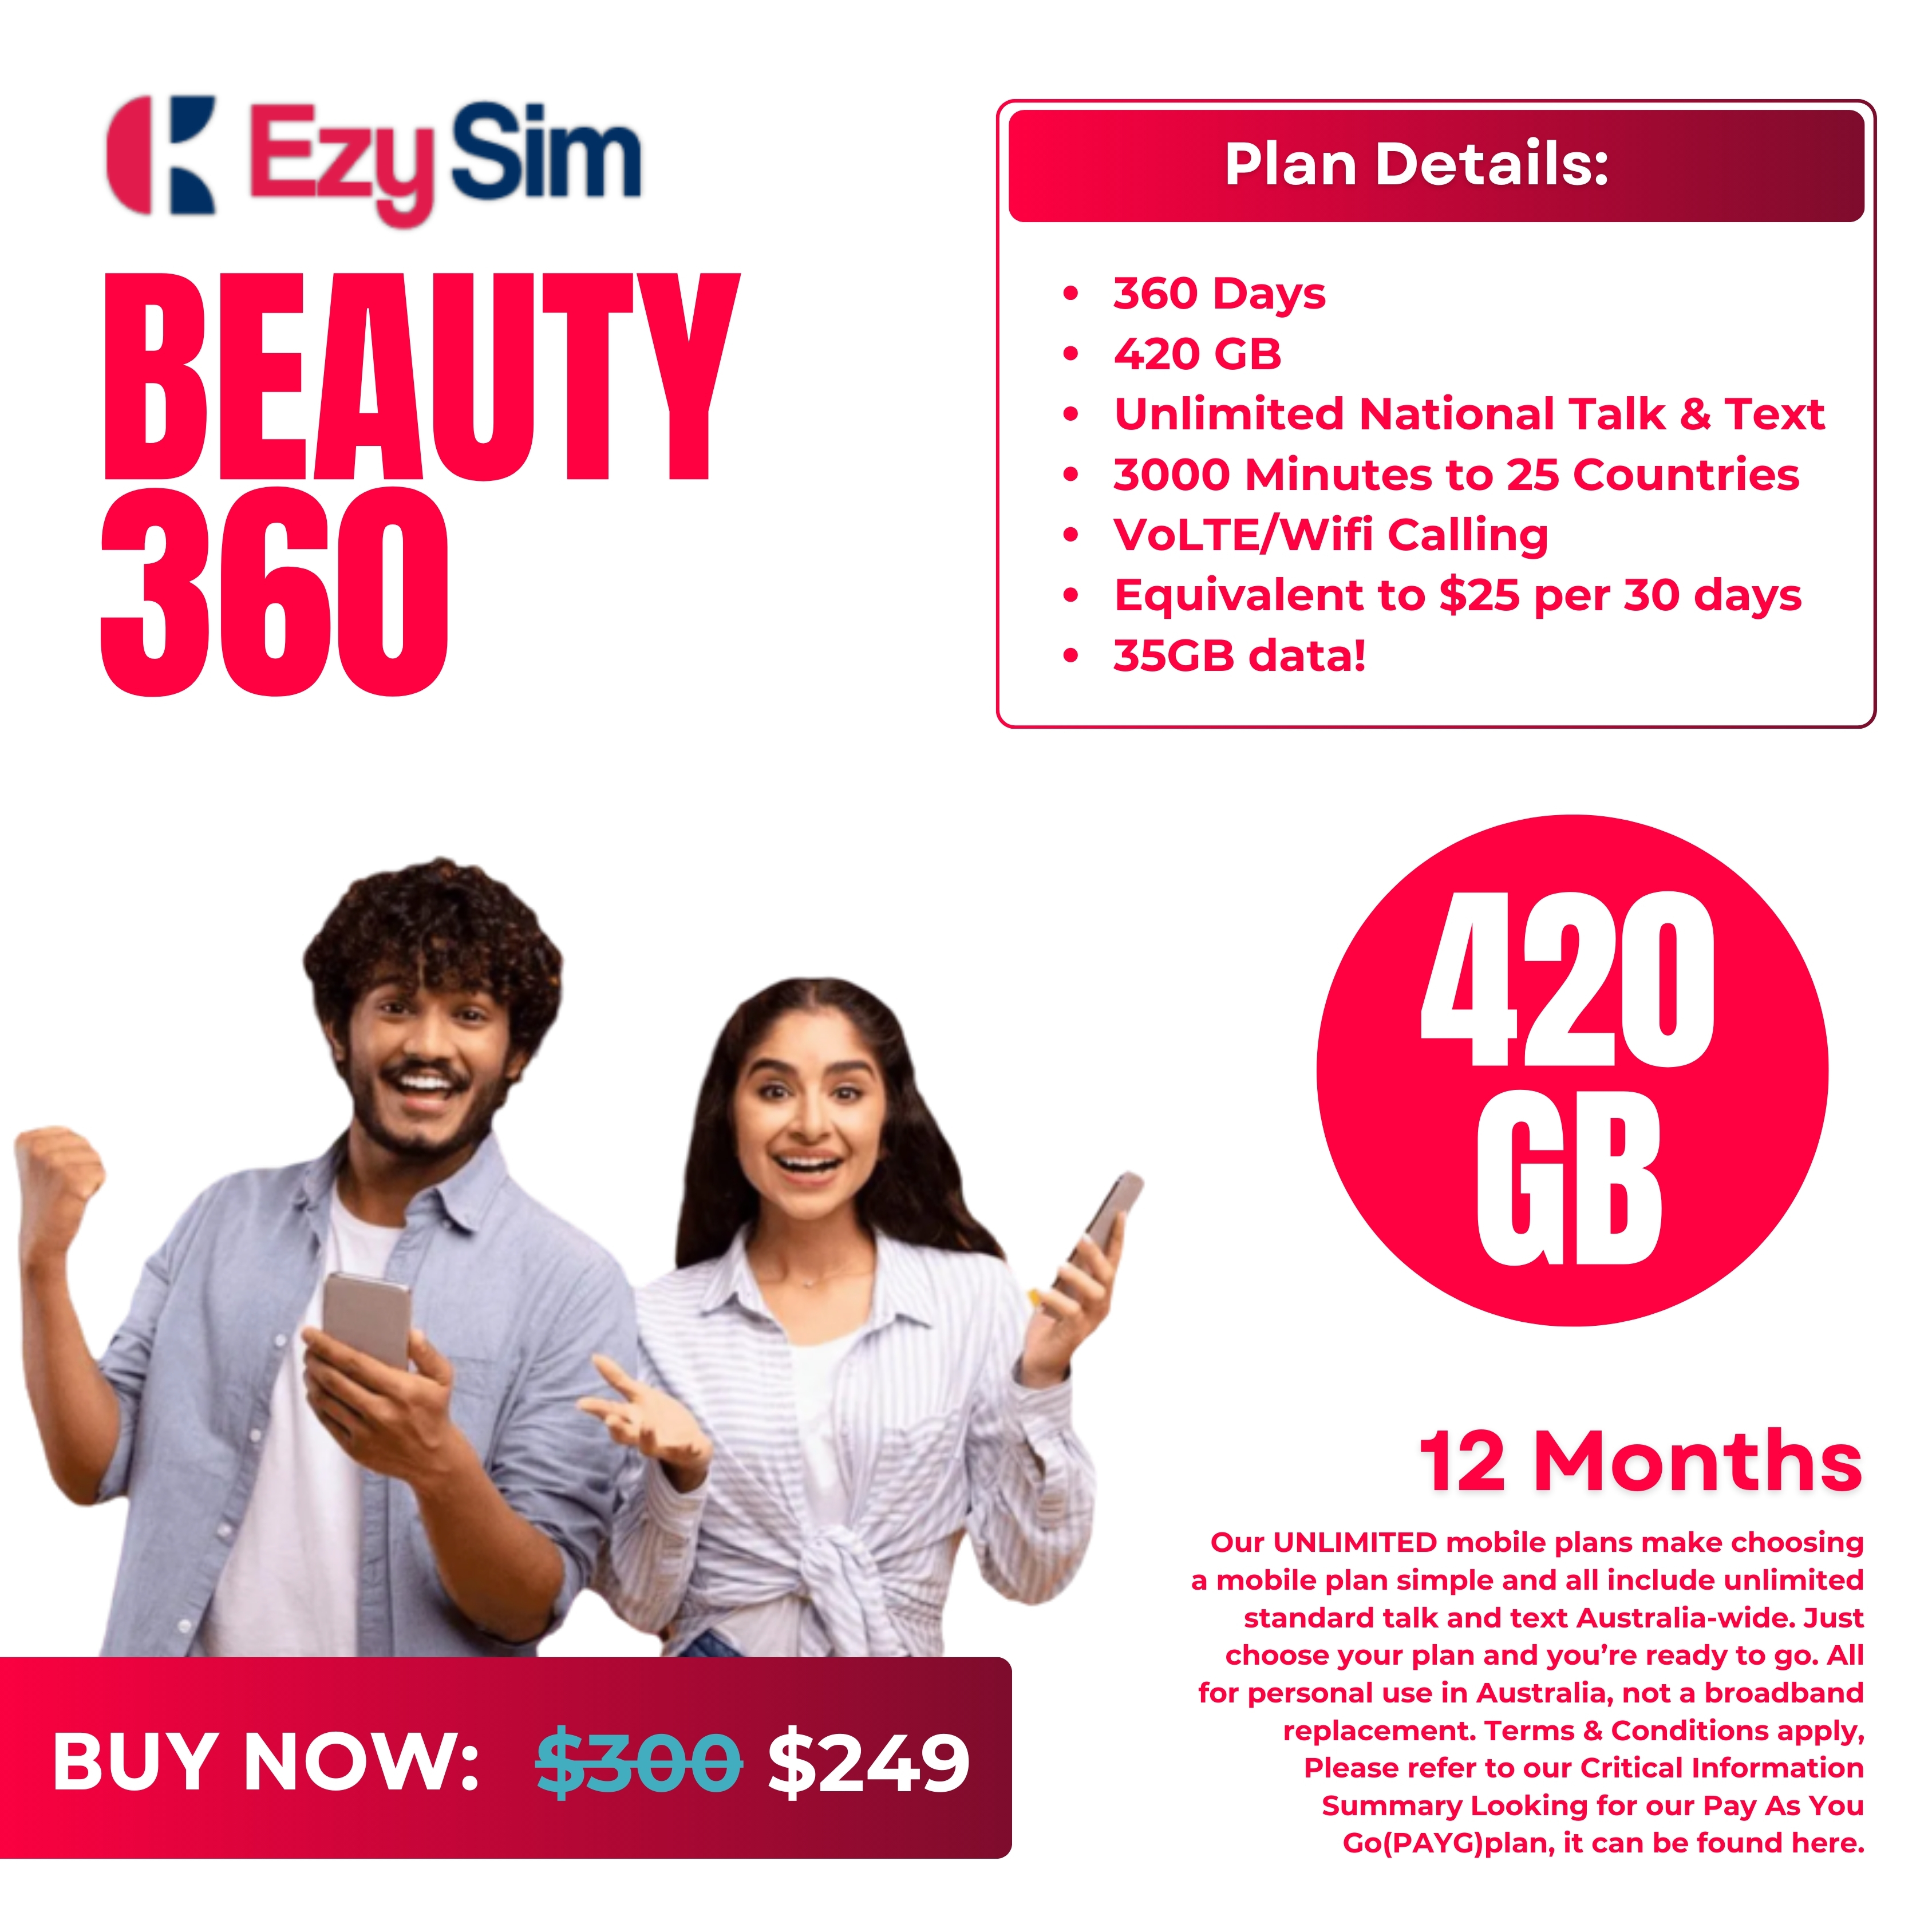 Ezy Sim
BEAUTY
360
Plan Details:
• 360 Days
• 420 GB
• Unlimited National Talk & Text
• 3000 Minutes to 25 Countries
• VoLTE/Wifi Calling
• Equivalent to $25 per 30 days
• 35GB data!
420
GB
12 Months
Our UNLIMITED mobile plans make choosing
a mobile plan simple and all include unlimited
standard talk and text Australia-wide. Just
choose your plan and you’re ready to go. All
for personal use in Australia, not a broadband
replacement. Terms & Conditions apply,
Please refer to our Critical Information
Summary Looking for our Pay As You
Go(PAYG)plan, it can be found here.
BUY NOW: $300 $249